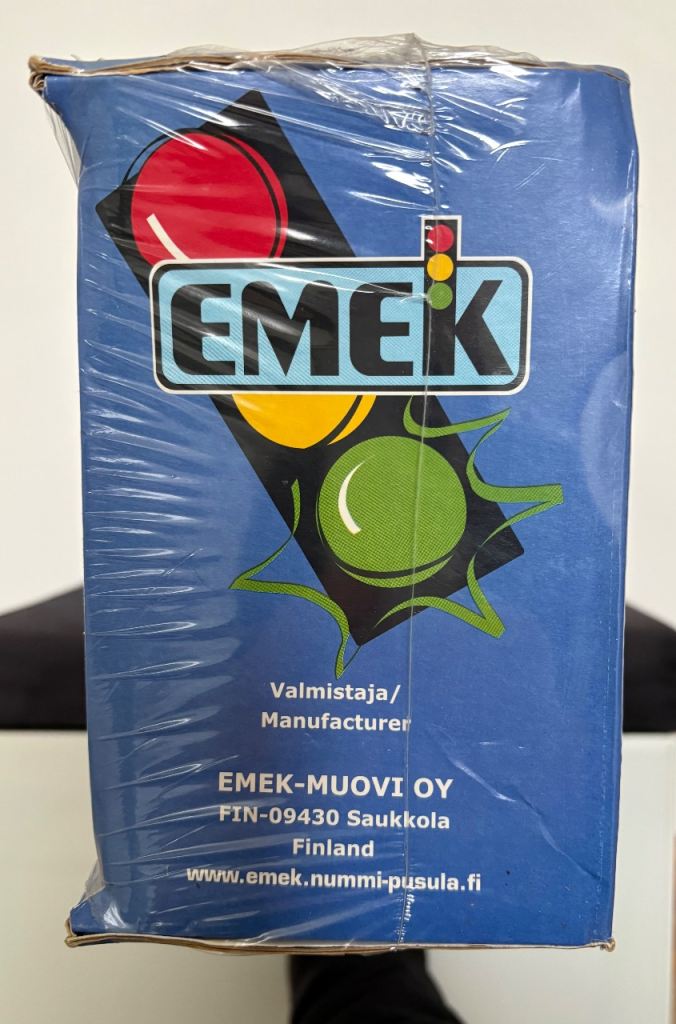 EMEK
Valmistaja/
Manufacturer
EMEK-MUOVI OY
FIN-09430 Saukkola
Finland
www.emek.nummi-pusula.fi